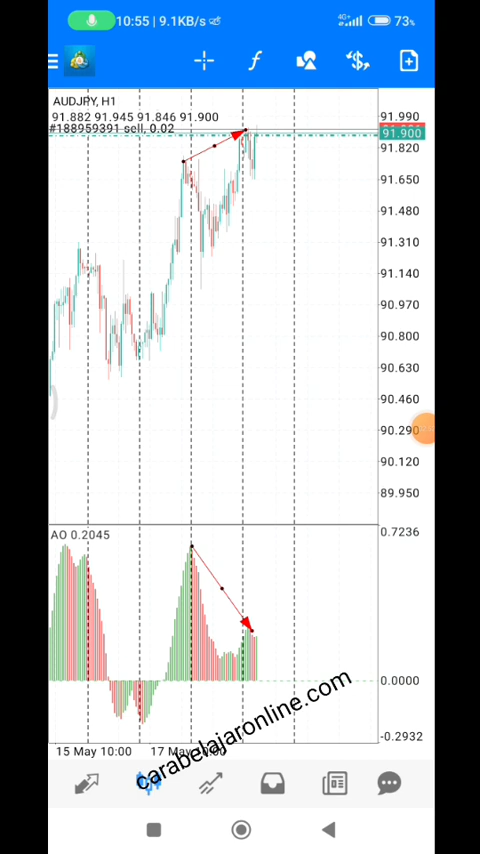 10:55 | 9.1KB/s
4G+
73%
AUDJPY, H1
91.882 91.945 91.846 91.900
#188959391 sell, 0.02
91.990
91.900
91.820
91.650
91.480
91.310
91.140
90.970
90.800
90.630
90.460
90.290
90.120
89.950
AO 0.2045
0.7236
0.0000
-0.2932
15 May 10:00
17 May 10:00
carabelajaronline.com